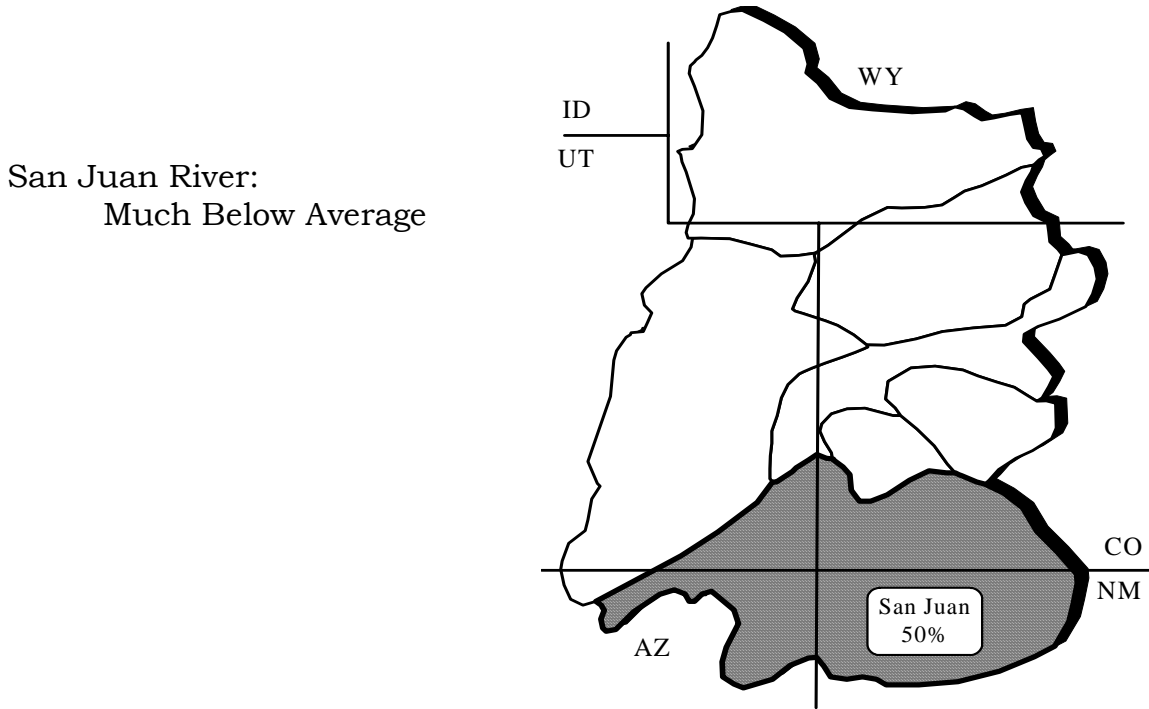 San Juan River:
Much Below Average
WY
ID
UT
CO
NM
San Juan
50%
AZ